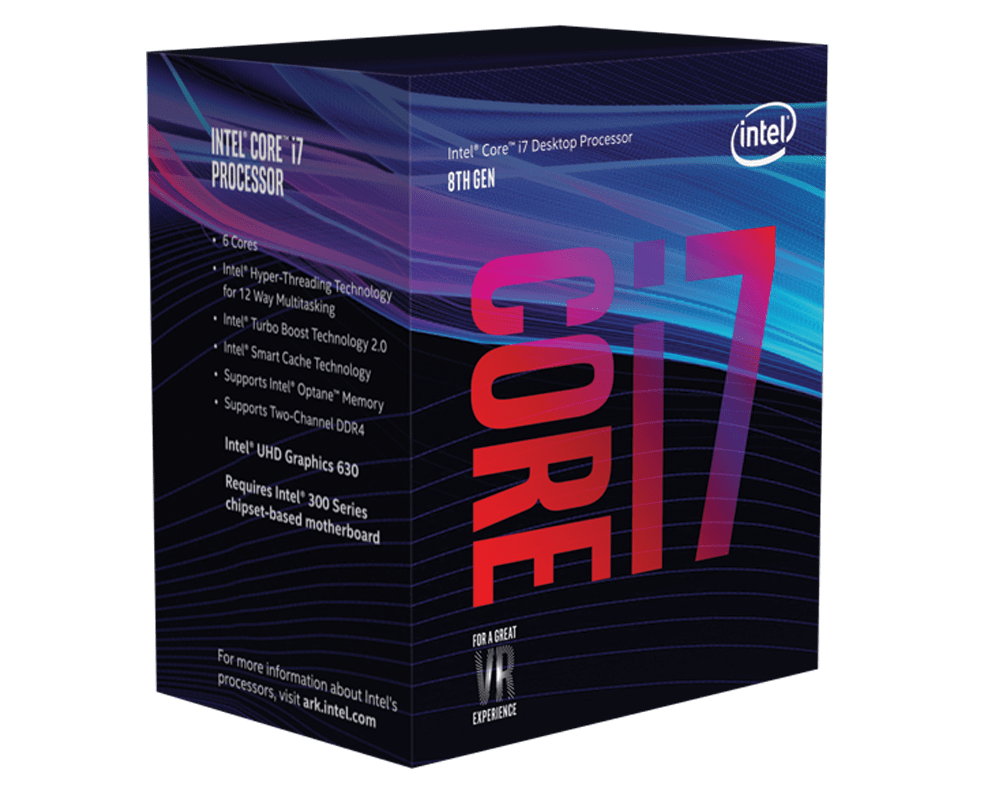 INTEL® CORE™ i7
PROCESSOR
• 6 Cores
• Intel® Hyper-Threading Technology
for 12 Way Multitasking
• Intel® Turbo Boost Technology 2.0
• Intel® Smart Cache Technology
• Supports Intel® Optane™ Memory
• Supports Two-Channel DDR4
Intel® UHD Graphics 630
Requires Intel® 300 Series
chipset-based motherboard
For more information about Intel's
processors, visit ark.intel.com
Intel® Core™ i7 Desktop Processor
8TH GEN
intel®
CORE
i7
FOR A GREAT
VR
EXPERIENCE